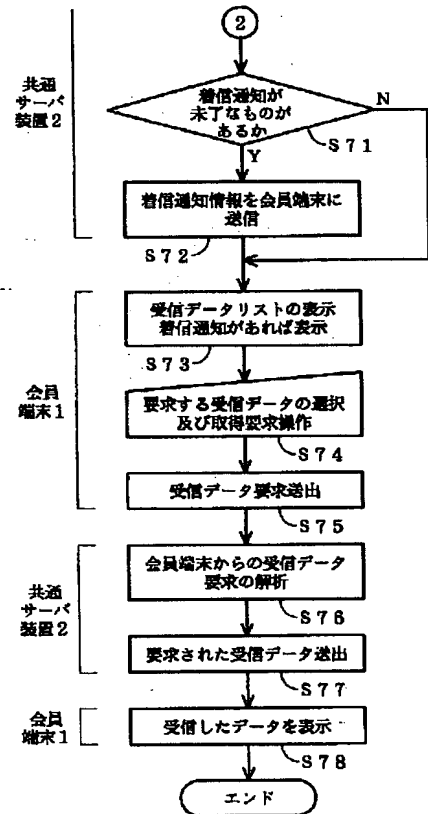 2
共通
サーバ
装置2
着信通知が
未了なものが
あるか
N
S71
Y
着信通知情報を会員端末に
送信
S72
会員
端末1
受信データリストの表示
着信通知があれば表示
S73
要求する受信データの選択
及び取得要求操作
S74
受信データ要求送出
S75
共通
サーバ
装置2
会員端末からの受信データ
要求の解析
S76
要求された受信データ送出
S77
会員
端末1
受信したデータを表示
S78
エンド